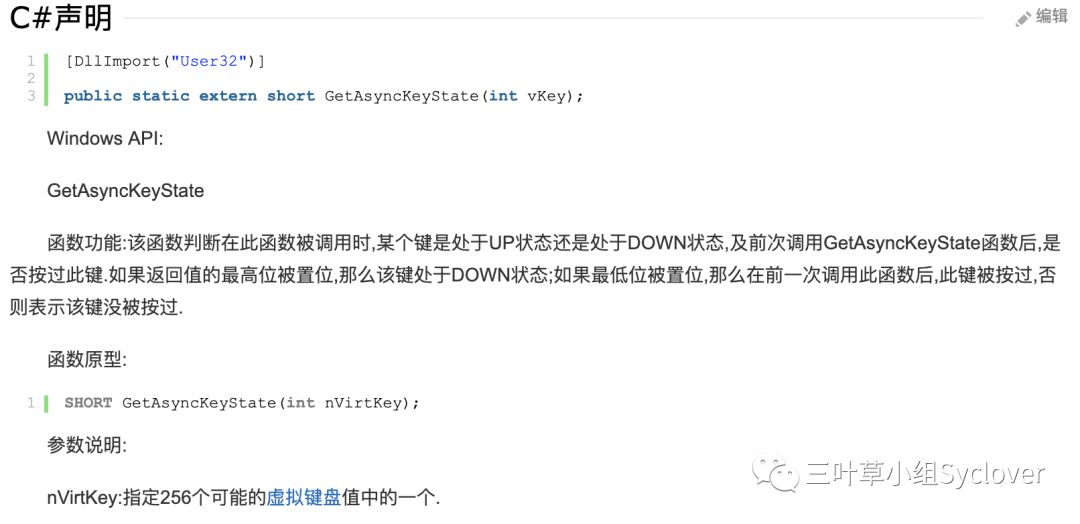 C#声明
编辑
1 [DllImport("User32")]
2
3 public static extern short GetAsyncKeyState(int vKey);
Windows API:
GetAsyncKeyState
函数功能:该函数判断在此函数被调用时,某个键是处于UP状态还是处于DOWN状态,及前次调用GetAsyncKeyState函数后,是
否按过此键.如果返回值的最高位被置位,那么该键处于DOWN状态;如果最低位被置位,那么在前一次调用此函数后,此键被按过,否
则表示该键没被按过.
函数原型:
1 SHORT GetAsyncKeyState(int nVirtKey);
参数说明:
nVirtKey:指定256个可能的虚拟键盘值中的一个.
三叶草小组Syclover